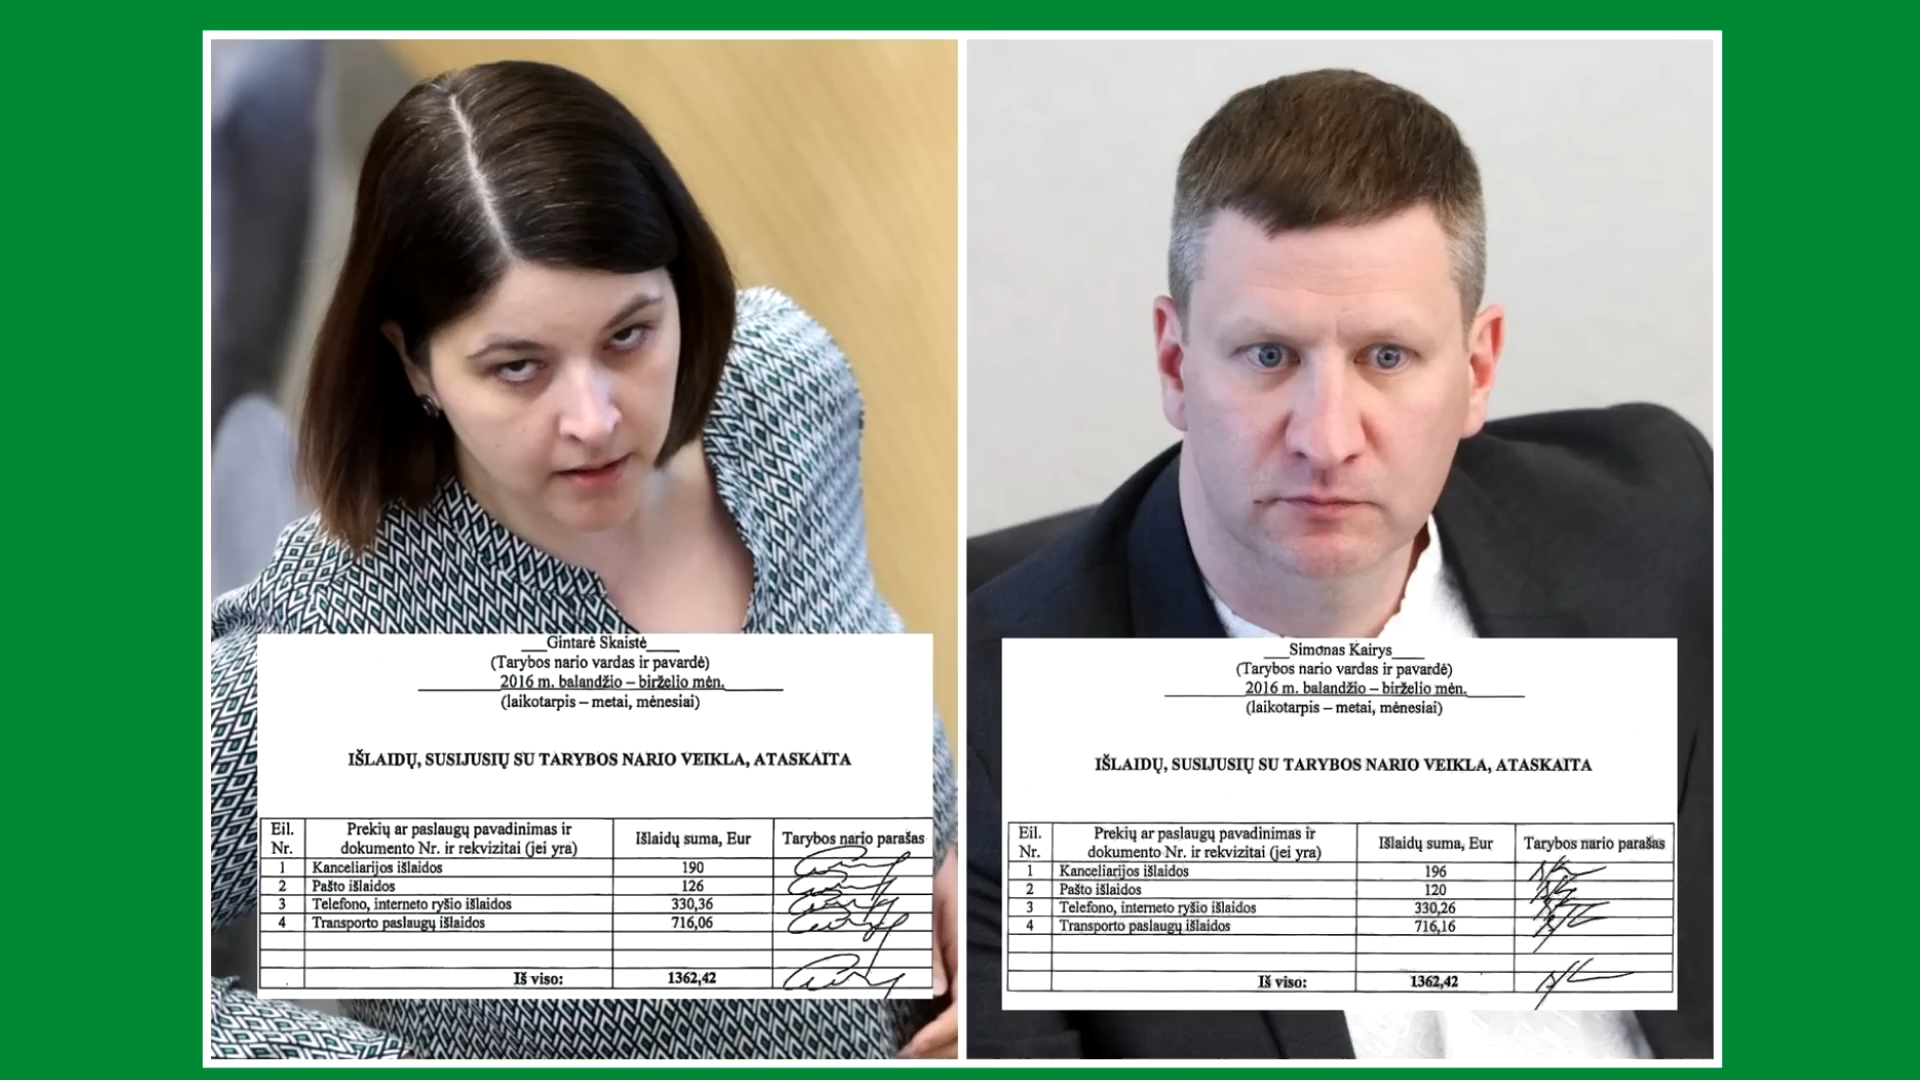 Gintarė Skaistė
(Tarybos nario vardas ir pavardė)
2016 m. balandžio – birželio mėn.
(laikotarpis – metai, mėnesiai)
IŠLAIDŲ, SUSIJUSIŲ SU TARYBOS NARIO VEIKLA, ATASKAITA
Eil. Nr. Prekių ar paslaugų pavadinimas ir dokumento Nr. ir rekvizitai (jei yra) Išlaidų suma, Eur Tarybos nario parašas
1 Kanceliarijos išlaidos 190
2 Pašto išlaidos 126
3 Telefono, interneto ryšio išlaidos 330,36
4 Transporto paslaugų išlaidos 716,06
Iš viso: 1362,42
Simonas Kairys
(Tarybos nario vardas ir pavardė)
2016 m. balandžio – birželio mėn.
(laikotarpis – metai, mėnesiai)
IŠLAIDŲ, SUSIJUSIŲ SU TARYBOS NARIO VEIKLA, ATASKAITA
Eil. Nr. Prekių ar paslaugų pavadinimas ir dokumento Nr. ir rekvizitai (jei yra) Išlaidų suma, Eur Tarybos nario parašas
1 Kanceliarijos išlaidos 196
2 Pašto išlaidos 120
3 Telefono, interneto ryšio išlaidos 330,26
4 Transporto paslaugų išlaidos 716,16
Iš viso: 1362,42